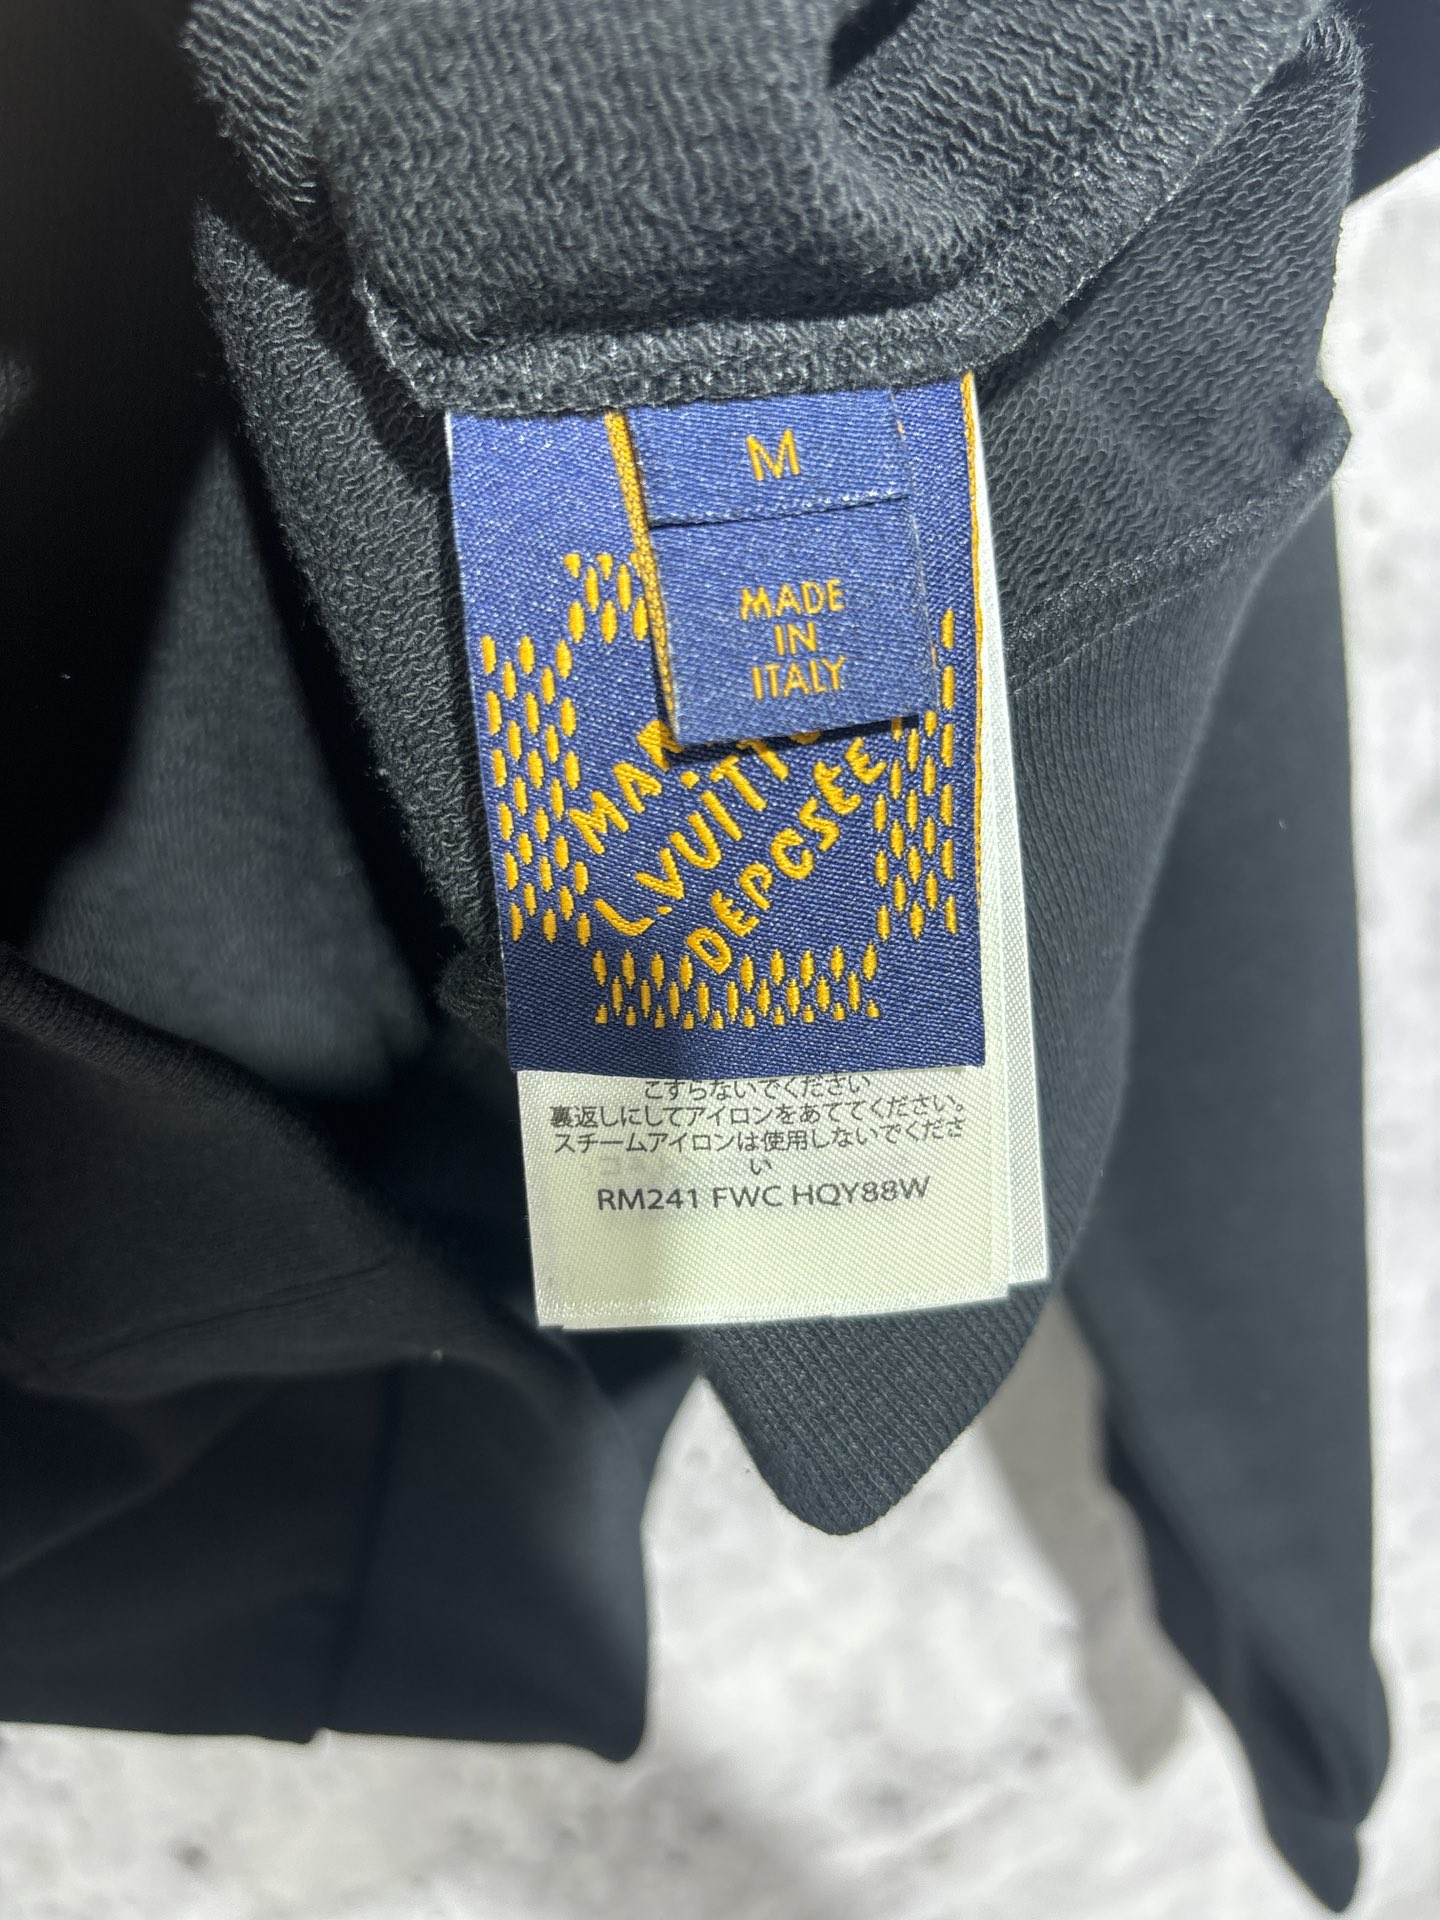 M
MADE
IN
ITALY
L.VUITTO
DEPCSEE
こすらないでください
裏返しにしてアイロンをあててください。
スチームアイロンは使用しないでくださ
い
RM241 FWC HQY88W